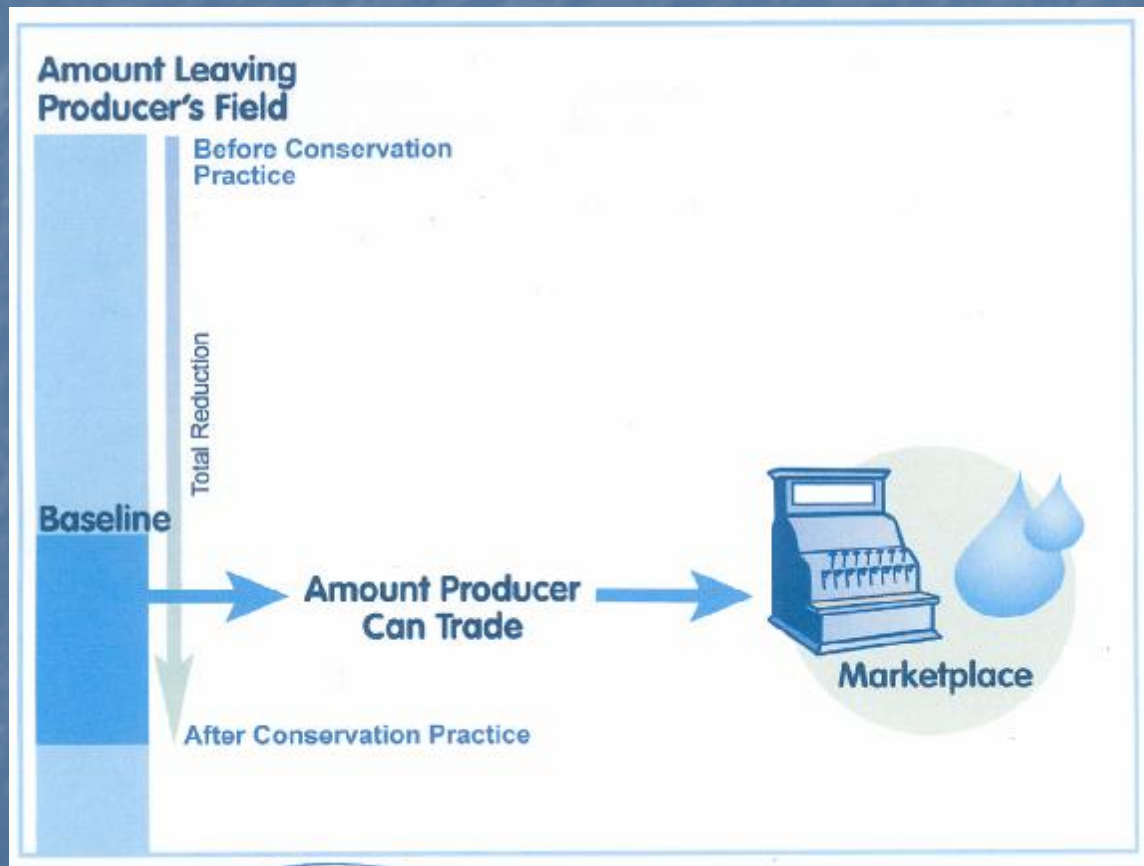 Amount Leaving
Producer's Field
Before Conservation
Practice
Total Reduction
Baseline
Amount Producer
Can Trade
Marketplace
After Conservation Practice